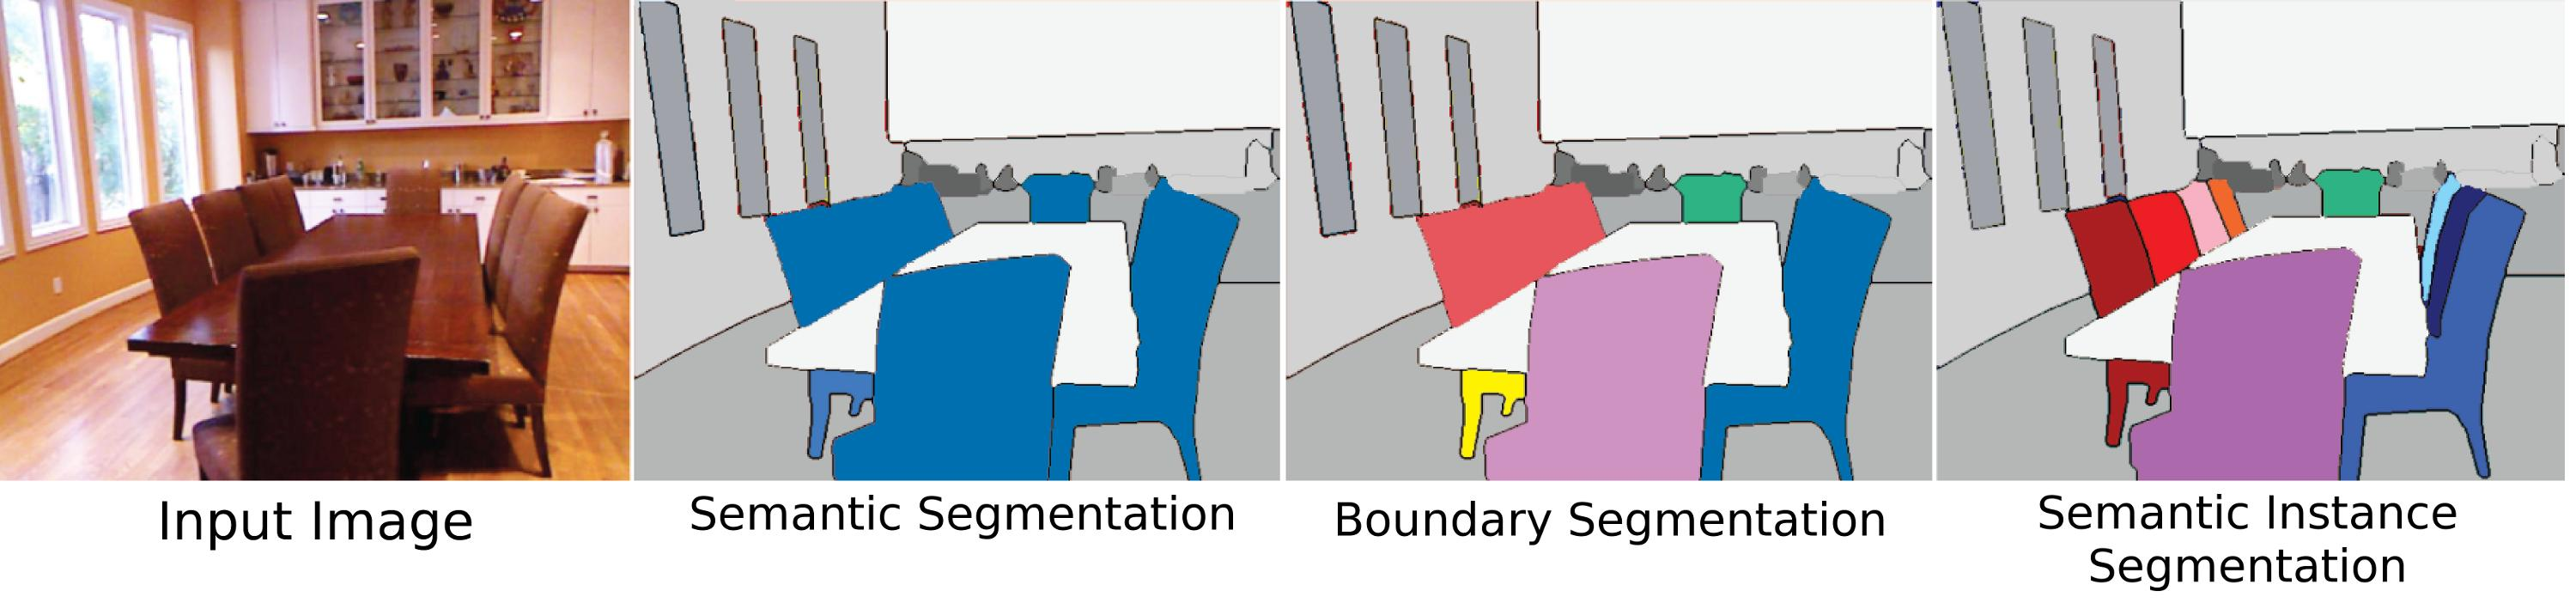 Input Image
Semantic Segmentation
Boundary Segmentation
Semantic Instance
Segmentation